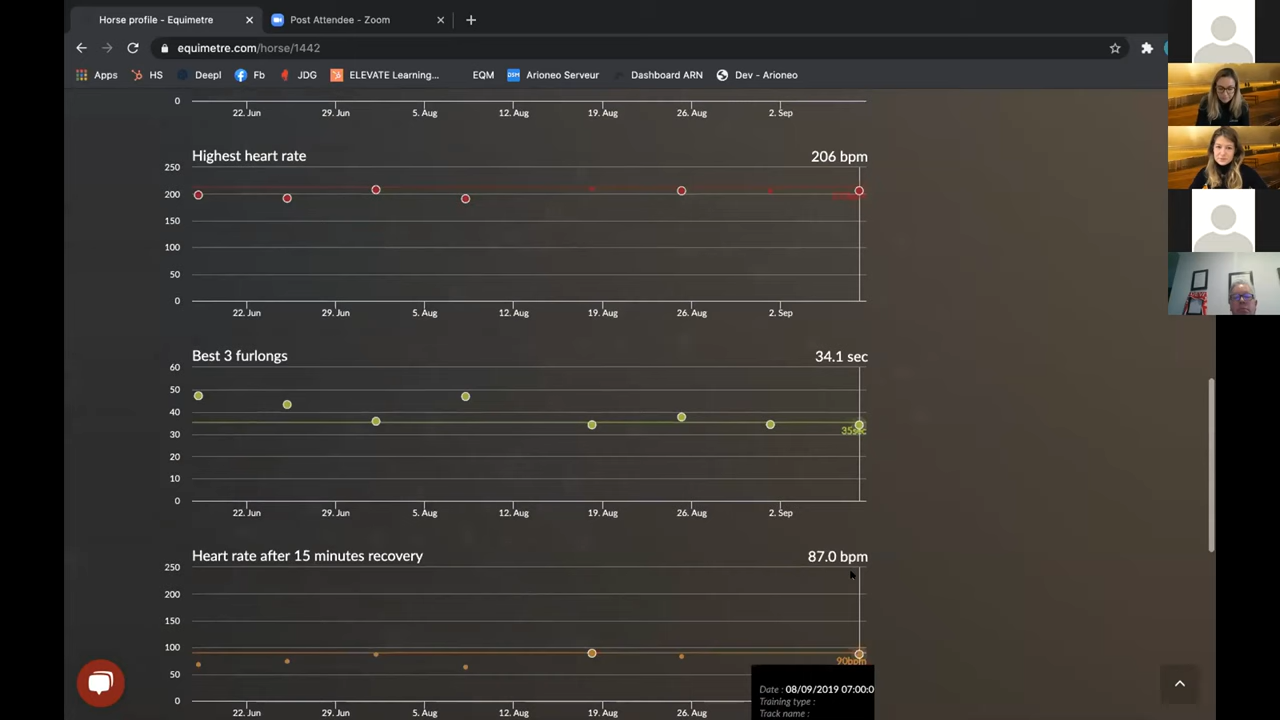 Horse profile - Equimetre
Post Attendee - Zoom
equimetre.com/horse/1442
Apps HS Deepl Fb JDG ELEVATE Learning... EQM DSM Arioneo Serveur Dashboard ARN Dev - Arioneo
0
22. Jun 29. Jun 5. Aug 12. Aug 19. Aug 26. Aug 2. Sep
Highest heart rate 206 bpm
250
200
150
100
50
0
22. Jun 29. Jun 5. Aug 12. Aug 19. Aug 26. Aug 2. Sep
Best 3 furlongs 34.1 sec
60
50
40
30
35sec
20
10
0
22. Jun 29. Jun 5. Aug 12. Aug 19. Aug 26. Aug 2. Sep
Heart rate after 15 minutes recovery 87.0 bpm
250
200
150
100
90bpm
50
0
Date : 08/09/2019 07:00:0
Training type :
Track name :
22. Jun 29. Jun 5. Aug 12. Aug 19. Aug 26. Aug